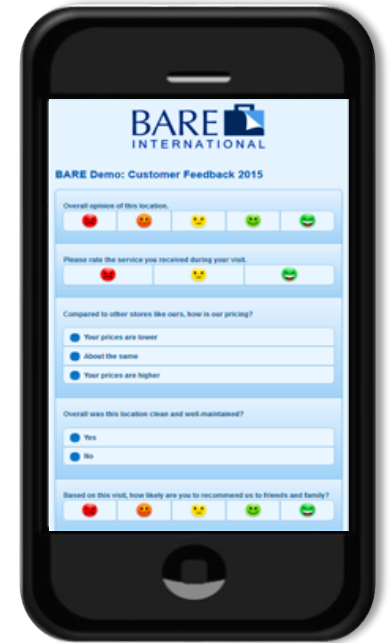 BARE
INTERNATIONAL
BARE Demo: Customer Feedback 2015
Overall opinion of this location.
Please rate the service you received during your visit.
Compared to other stores like ours, how is our pricing?
Your prices are lower
About the same
Your prices are higher
Overall was this location clean and well-maintained?
Yes
No
Based on this visit, how likely are you to recommend us to friends and family?